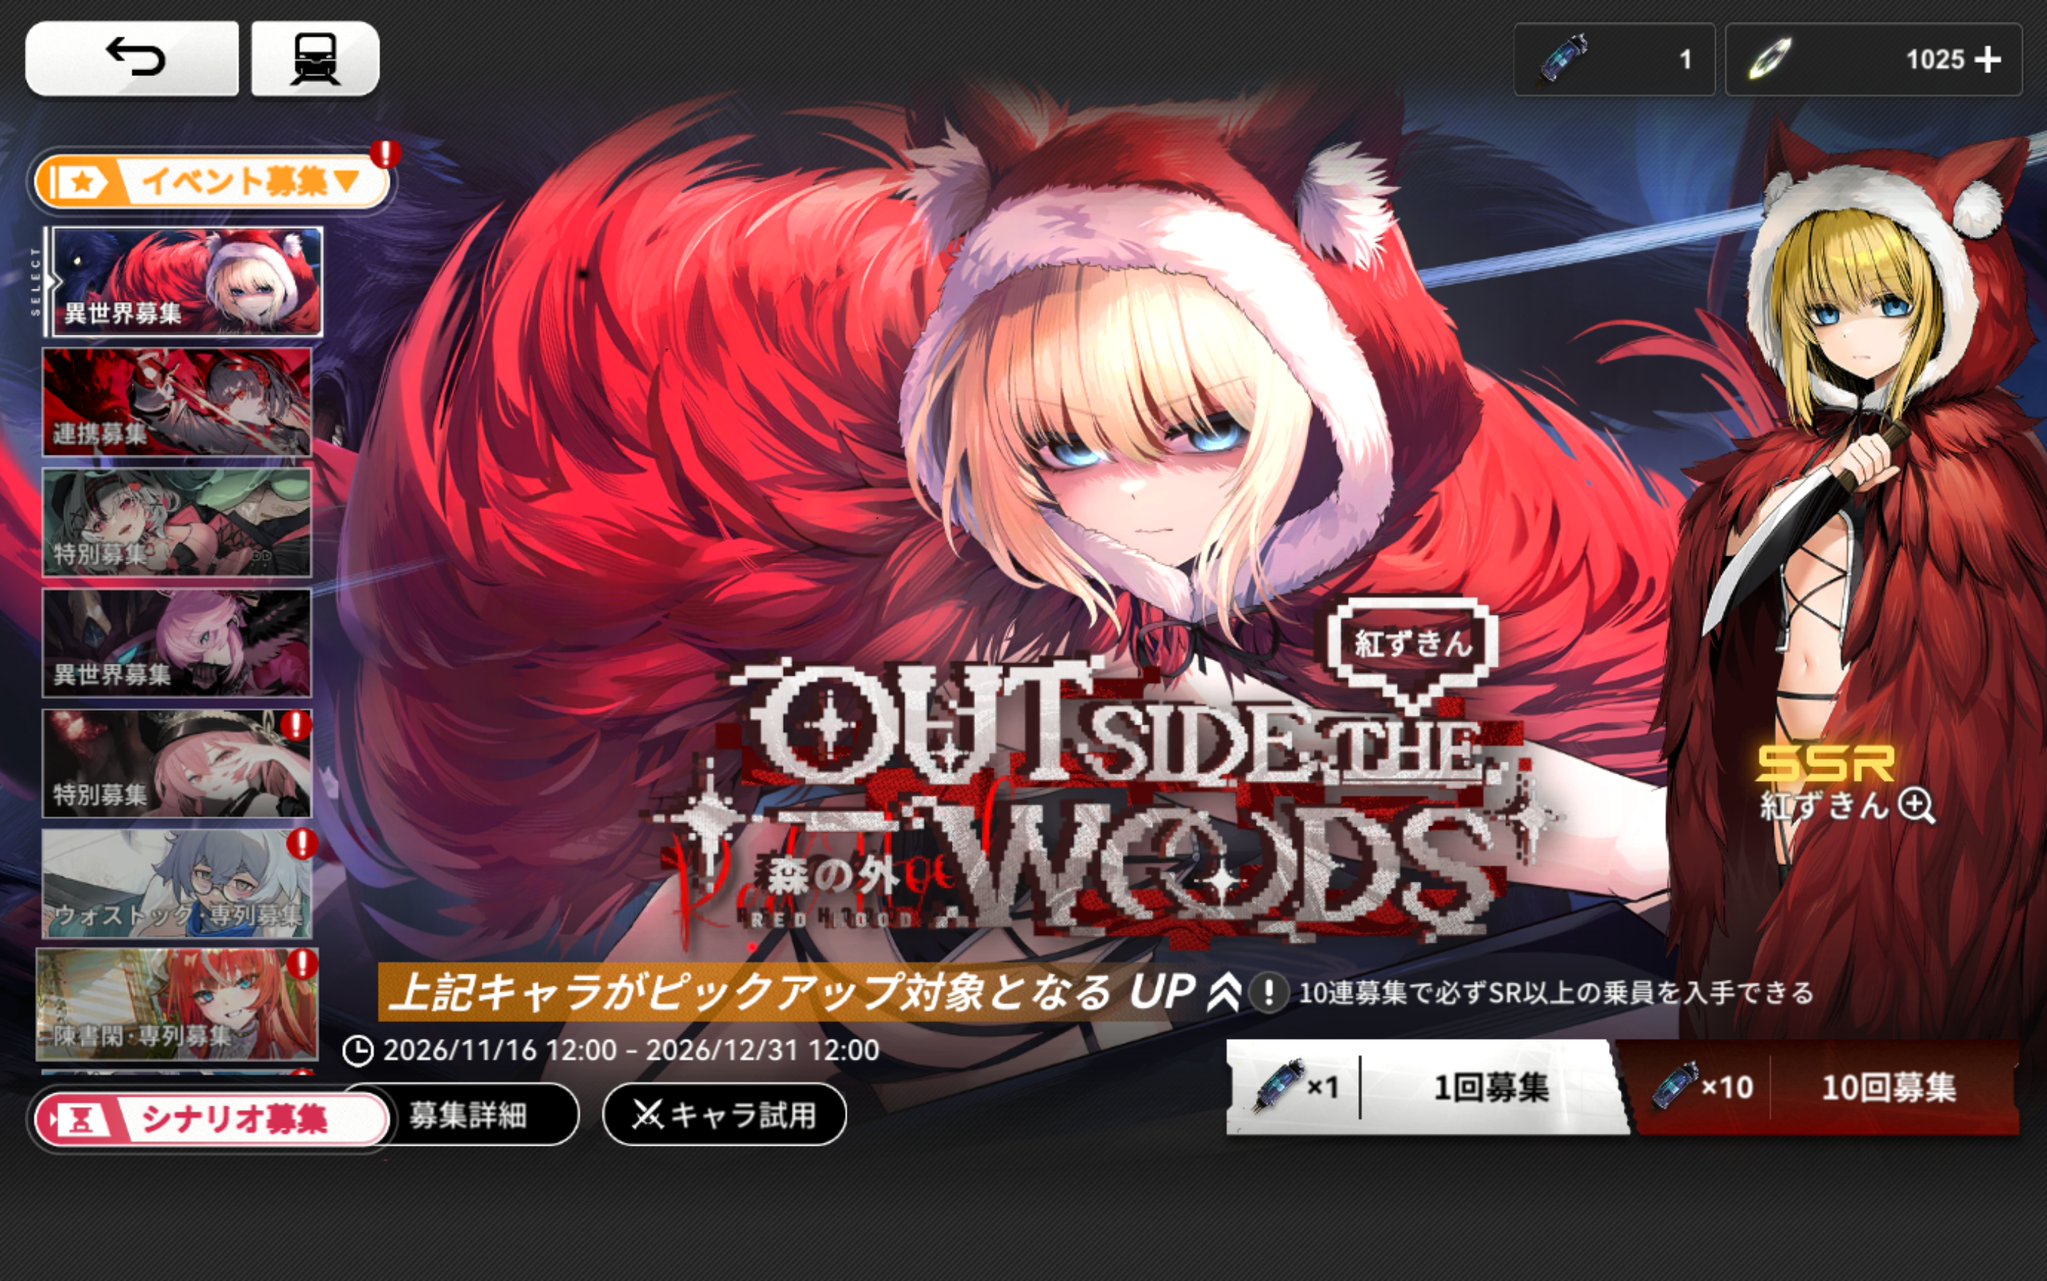 1
1025
イベント募集▼
SELECT
異世界募集
連携募集
特別募集
異世界募集
特別募集
ウォストック·専列募集
陳書閑·専列募集
シナリオ募集
紅ずきん
OUTSIDE THE
WOODS
森の外
RED HOOD
SSR
紅ずきん
上記キャラがピックアップ対象となる UP
10連募集で必ずSR以上の乗員を入手できる
2026/11/16 12:00 - 2026/12/31 12:00
募集詳細
キャラ試用
×1 1回募集
×10 10回募集